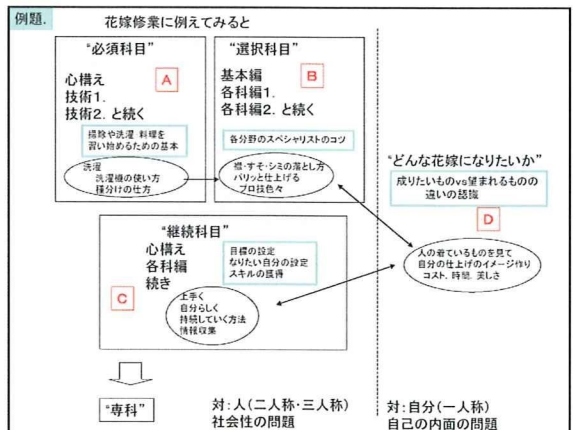 例題.
花嫁修業に例えてみると
“必須科目”
心構え
A
技術1.
技術2. と続く
掃除や洗濯・料理を
習い始めるための基本
洗濯
洗濯機の使い方
種分けの仕方
“選択科目”
基本編
B
各科編1.
各科編2. と続く
各分野のスペシャリストのコツ
襟・すそ・シミの落とし方
パリッと仕上げる
プロ技色々
“どんな花嫁になりたいか”
成りたいものvs望まれるものの
違いの認識
D
人の着ているものを見て
自分の仕上げのイメージ作り
コスト、時間、美しさ
“継続科目”
心構え
各科編
続き
目標の設定
なりたい自分の設定
スキルの獲得
C
上手く
自分らしく
持続していく方法
情報収集
“専科”
対:人(二人称・三人称)
社会性の問題
対:自分(一人称)
自己の内面の問題